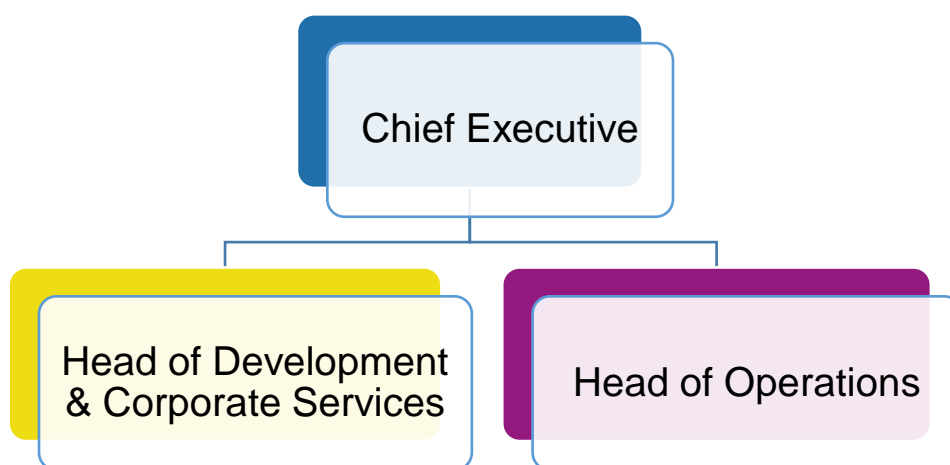 Chief Executive
Head of Development
& Corporate Services
Head of Operations